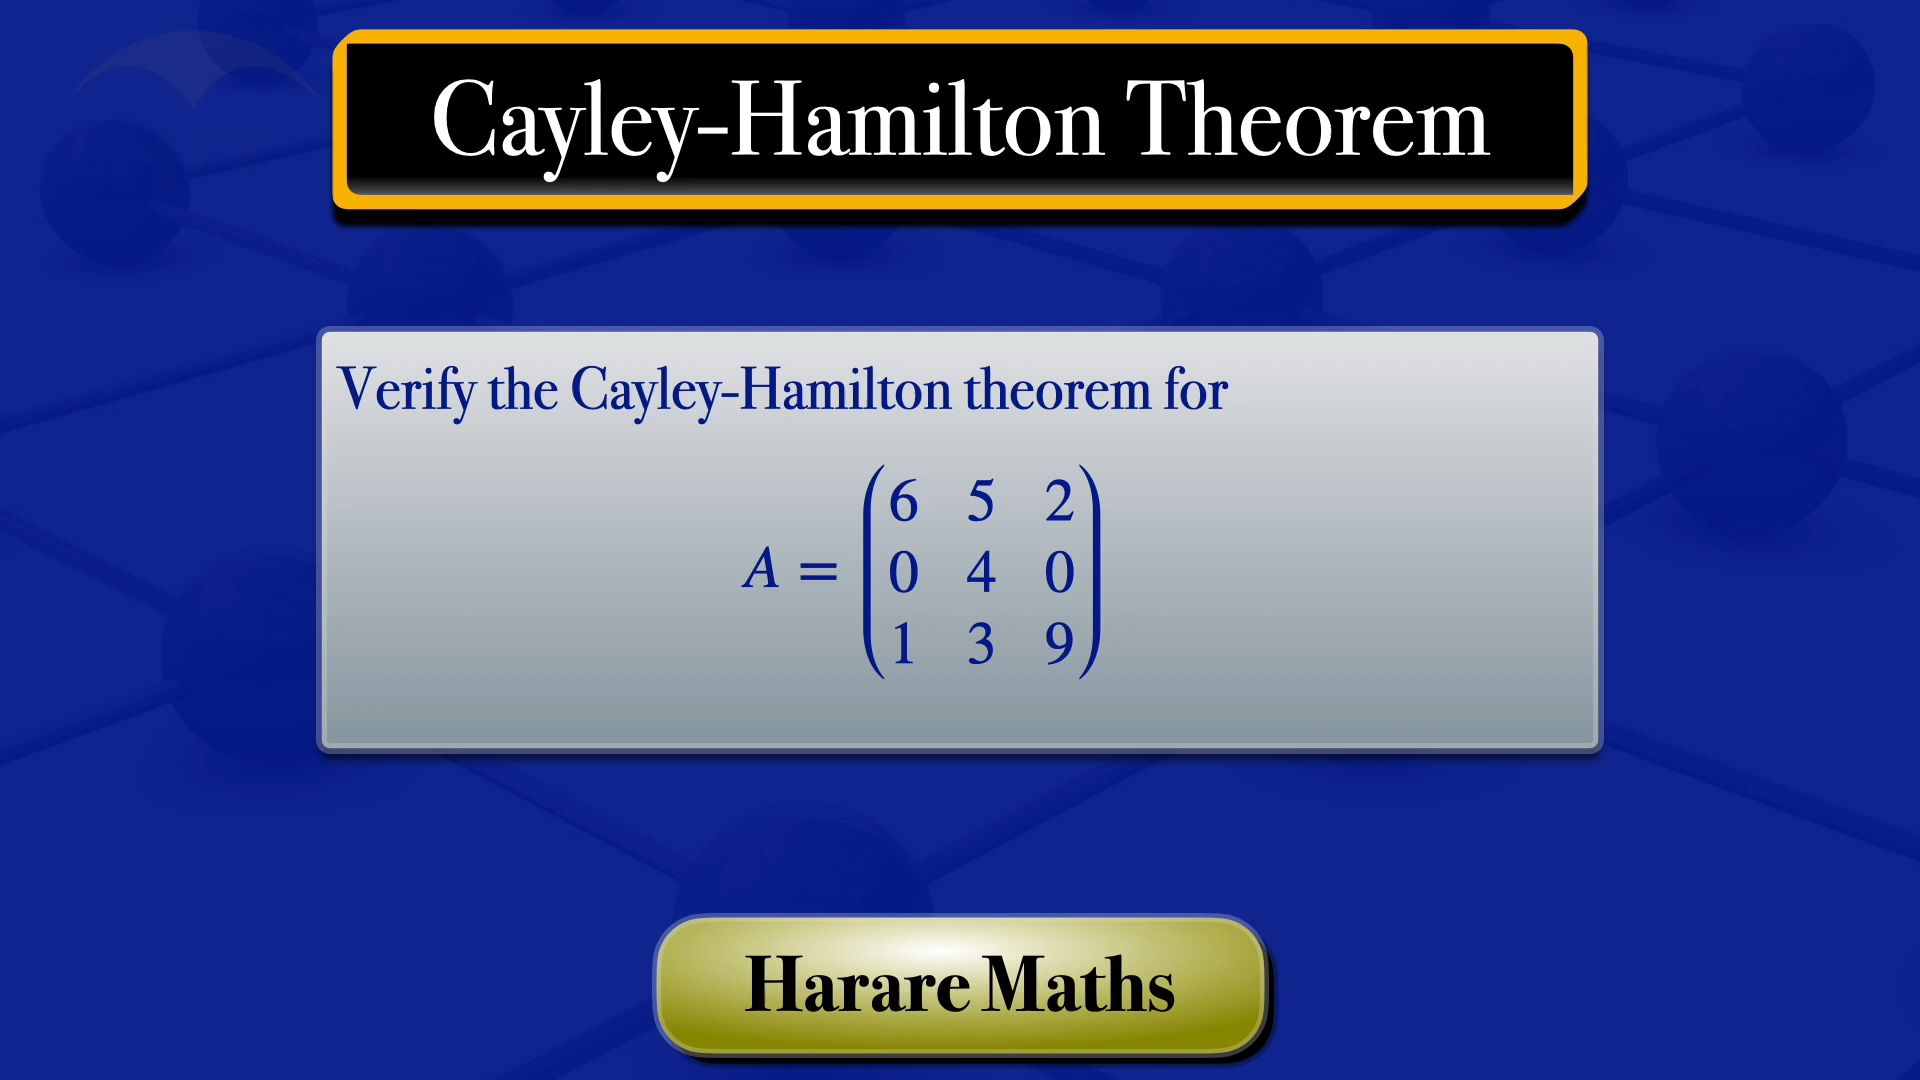 Cayley-Hamilton Theorem
Verify the Cayley-Hamilton theorem for
A = (6 5 2
0 4 0
1 3 9)
Harare Maths